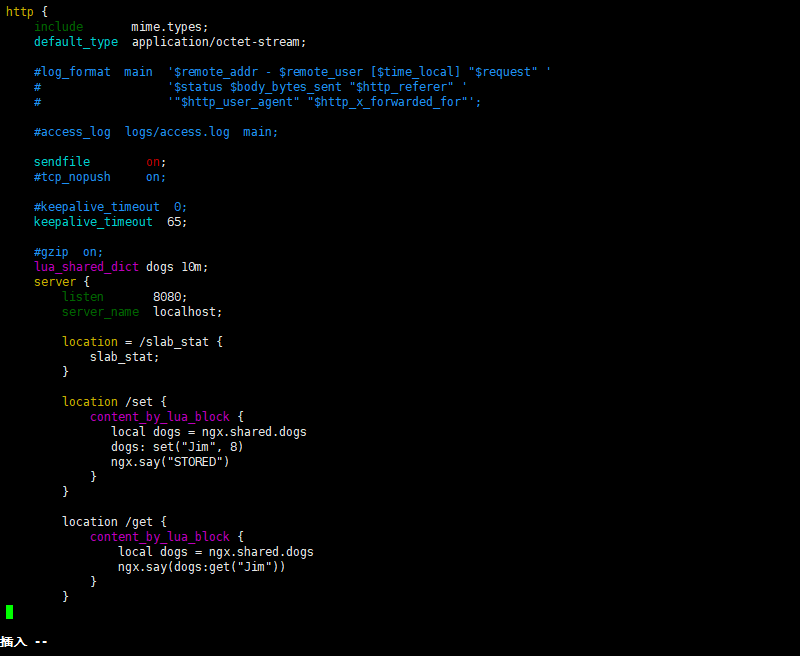 http {
    include       mime.types;
    default_type  application/octet-stream;
    #log_format  main  '$remote_addr - $remote_user [$time_local] "$request" '
    #                  '$status $body_bytes_sent "$http_referer" '
    #                  '"$http_user_agent" "$http_x_forwarded_for"';
    #access_log  logs/access.log  main;
    sendfile        on;
    #tcp_nopush     on;
    #keepalive_timeout  0;
    keepalive_timeout  65;
    #gzip  on;
    lua_shared_dict dogs 10m;
    server {
        listen       8080;
        server_name  localhost;
        location = /slab_stat {
            slab_stat;
        }
        location /set {
            content_by_lua_block {
               local dogs = ngx.shared.dogs
               dogs: set("Jim", 8)
               ngx.say("STORED")
            }
        }
        location /get {
            content_by_lua_block {
                local dogs = ngx.shared.dogs
                ngx.say(dogs:get("Jim"))
            }
        }
插入 --